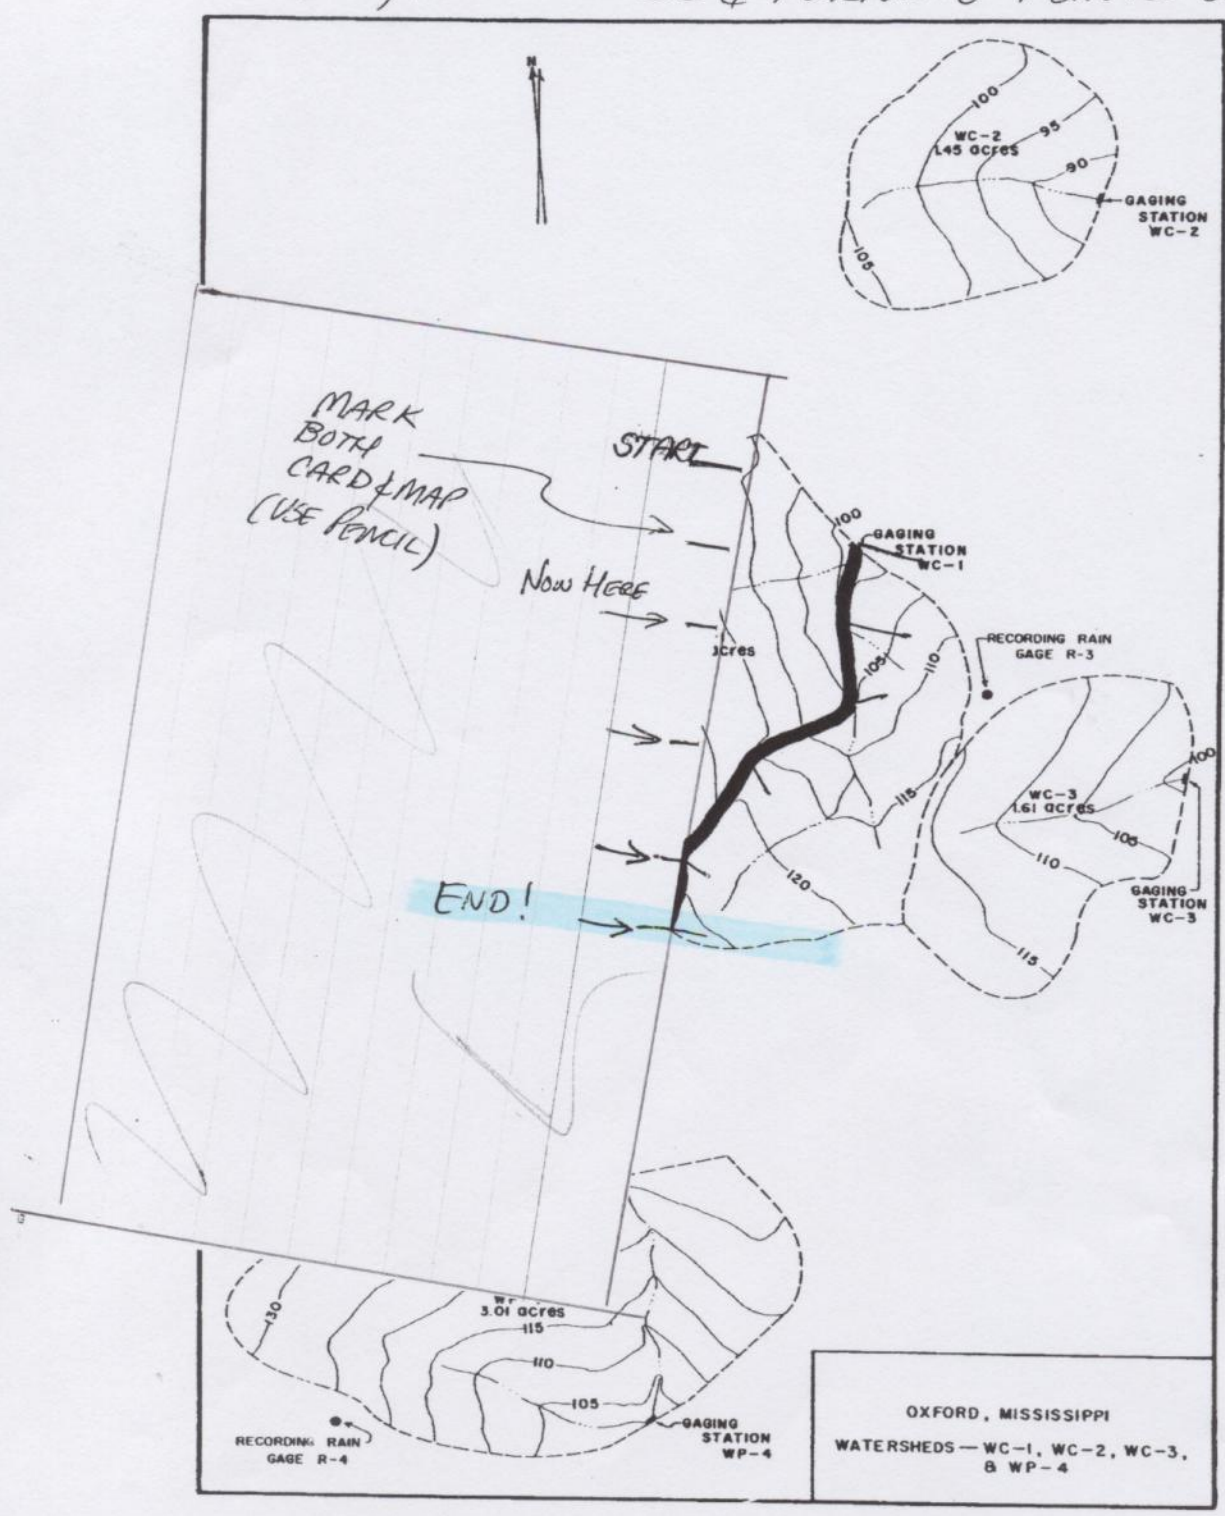 N
100
95
90
105
WC-2
1.45 acres
GAGING
STATION
WC-2
MARK
BOTH
CARD & MAP
(USE PENCIL)
START
NOW HERE
END!
100
GAGING
STATION
WC-1
acres
105
110
115
120
RECORDING RAIN
GAGE R-3
WC-3
1.61 acres
100
105
110
115
GAGING
STATION
WC-3
130
3.01 acres
115
110
105
RECORDING RAIN
GAGE R-4
GAGING
STATION
WP-4
OXFORD, MISSISSIPPI
WATERSHEDS — WC-1, WC-2, WC-3,
& WP-4